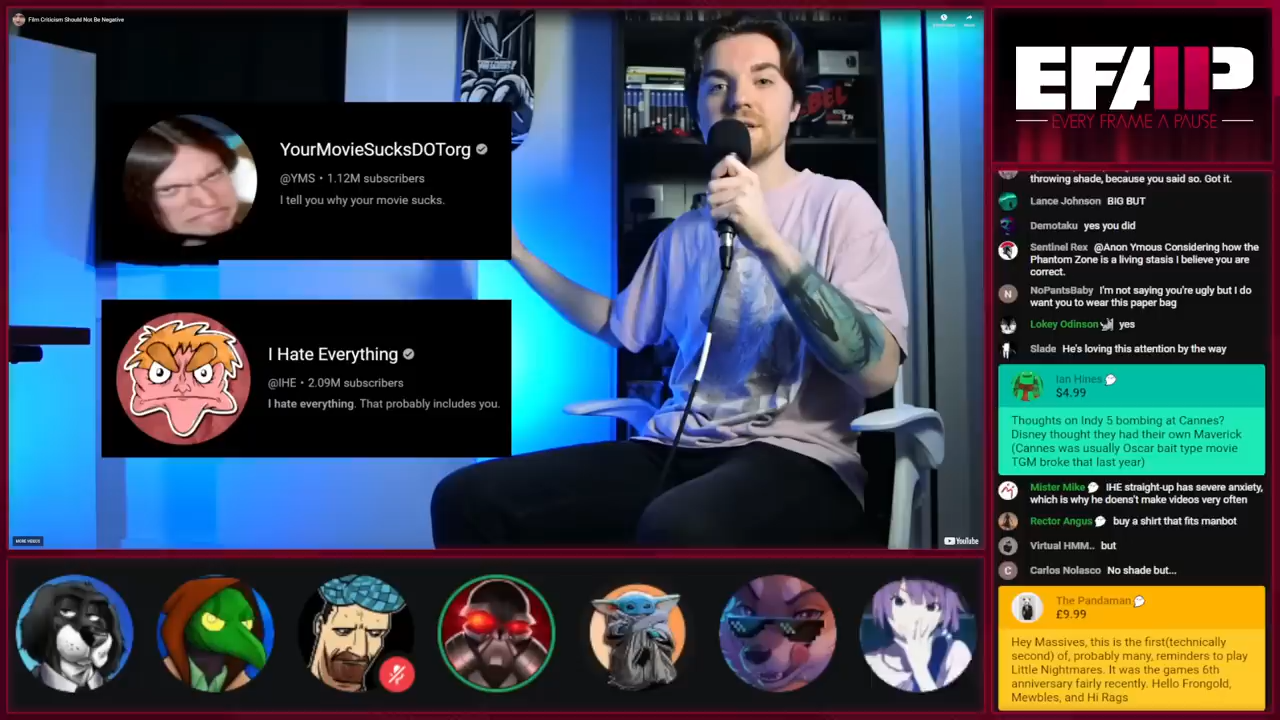 Film Criticism Should Not Be Negative
YourMovieSucksDOTorg
@YMS • 1.12M subscribers
I tell you why your movie sucks.
I Hate Everything
@IHE • 2.09M subscribers
I hate everything. That probably includes you.
MORE VIDEOS
YouTube
EFAP
EVERY FRAME A PAUSE
throwing shade, because you said so. Got it.
Lance Johnson BIG BUT
Demotaku yes you did
Sentinel Rex @Anon Ymous Considering how the
Phantom Zone is a living stasis I believe you are
correct.
NoPantsBaby I'm not saying you're ugly but I do
want you to wear this paper bag
Lokey Odinson yes
Slade He's loving this attention by the way
Ian Hines
$4.99
Thoughts on Indy 5 bombing at Cannes?
Disney thought they had their own Maverick
(Cannes was usually Oscar bait type movie
TGM broke that last year)
Mister Mike IHE straight-up has severe anxiety,
which is why he doens't make videos very often
Rector Angus buy a shirt that fits manbot
N
Virtual HMM.. but
C
Carlos Nolasco No shade but...
The Pandaman
£9.99
Hey Massives, this is the first(technically
second) of, probably many, reminders to play
Little Nightmares. It was the games 6th
anniversary fairly recently. Hello Frongold,
Mewbles, and Hi Rags